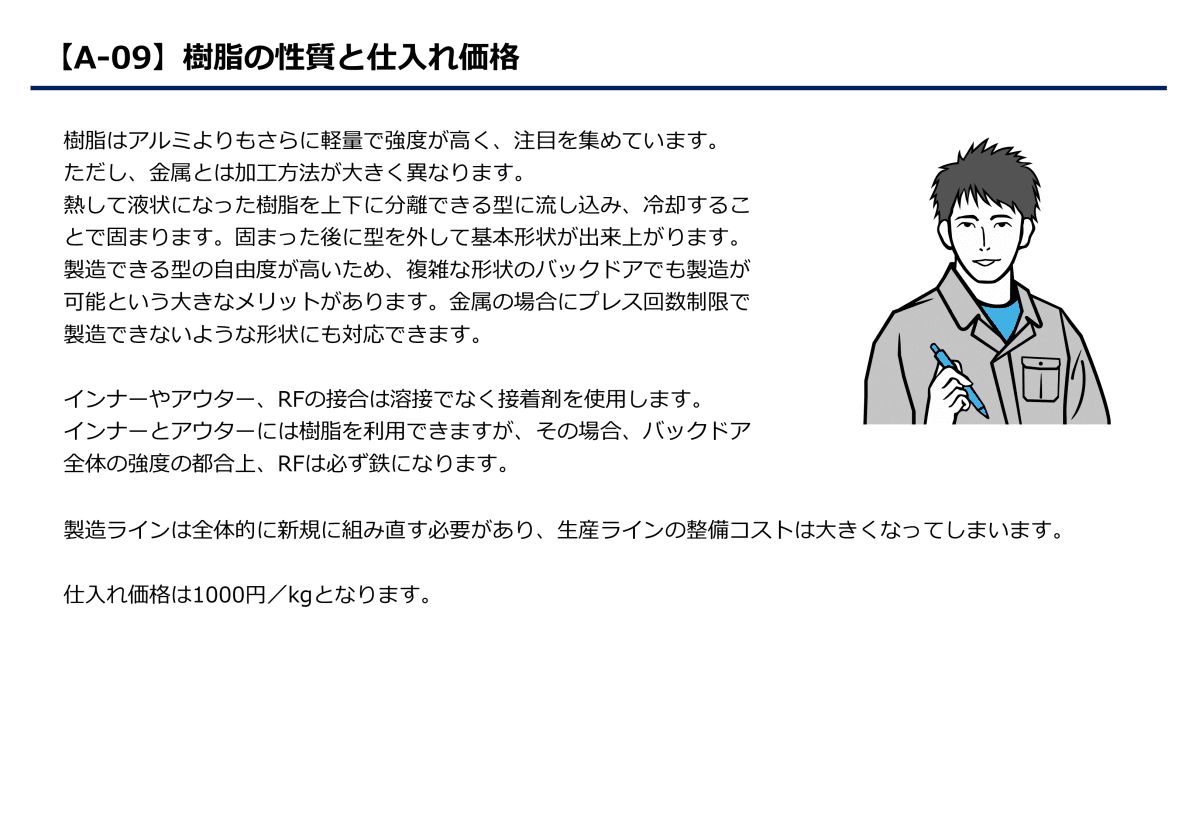 【A-09】樹脂の性質と仕入れ価格
樹脂はアルミよりもさらに軽量で強度が高く、注目を集めています。
ただし、金属とは加工方法が大きく異なります。
熱して液状になった樹脂を上下に分離できる型に流し込み、冷却するこ
とで固まります。固まった後に型を外して基本形状が出来上がります。
製造できる型の自由度が高いため、複雑な形状のバックドアでも製造が
可能という大きなメリットがあります。金属の場合にプレス回数制限で
製造できないような形状にも対応できます。
インナーやアウター、RFの接合は溶接でなく接着剤を使用します。
インナーとアウターには樹脂を利用できますが、その場合、バックドア
全体の強度の都合上、RFは必ず鉄になります。
製造ラインは全体的に新規に組み直す必要があり、生産ラインの整備コストは大きくなってしまいます。
仕入れ価格は1000円／kgとなります。